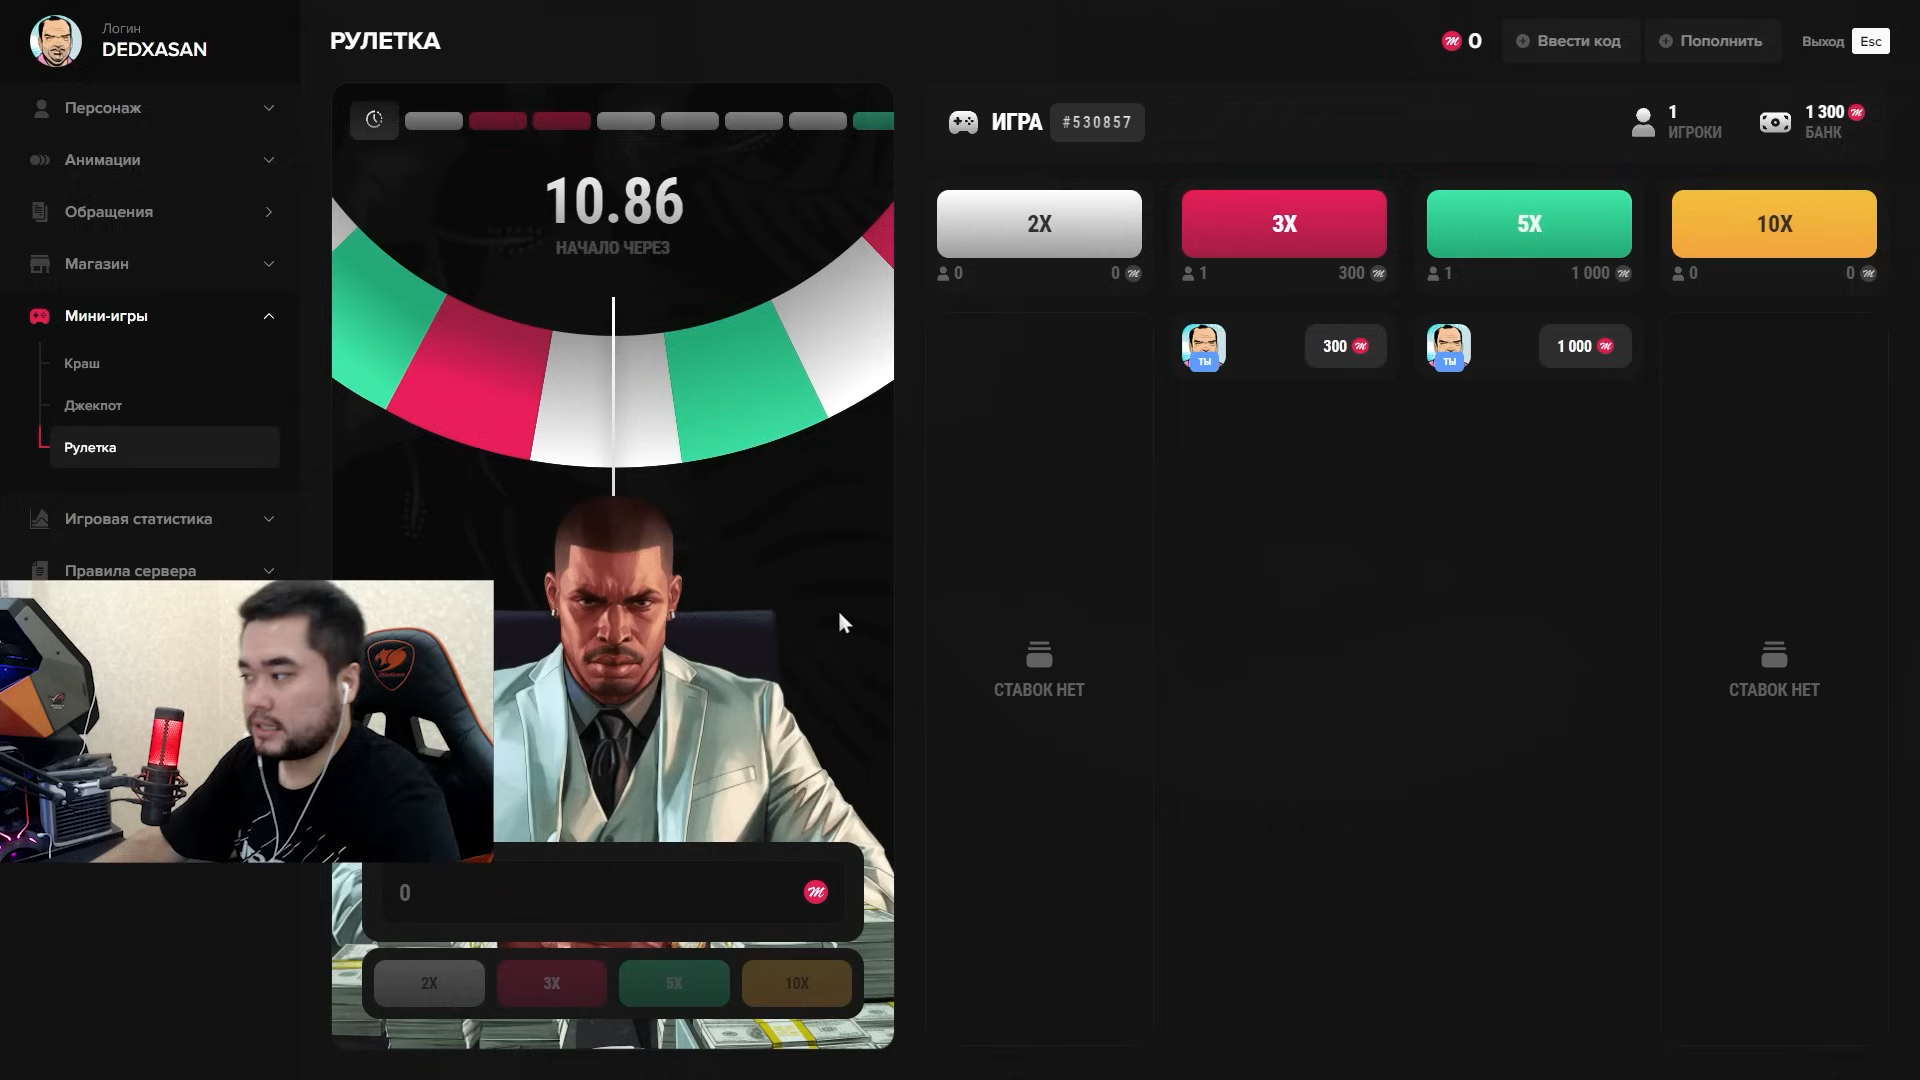 Логин
DEDXASAN
РУЛЕТКА
0
Ввести код
Пополнить
Выход
Esc
Персонаж
Анимации
Обращения
Магазин
Мини-игры
Краш
Джекпот
Рулетка
Игровая статистика
Правила сервера
10.86
НАЧАЛО ЧЕРЕЗ
0
2X
3X
5X
10X
ИГРА
#530857
1
ИГРОКИ
1 300
БАНК
2X
3X
5X
10X
0
0
1
300
1
1 000
0
0
ТЫ
300
ТЫ
1 000
СТАВОК НЕТ
СТАВОК НЕТ